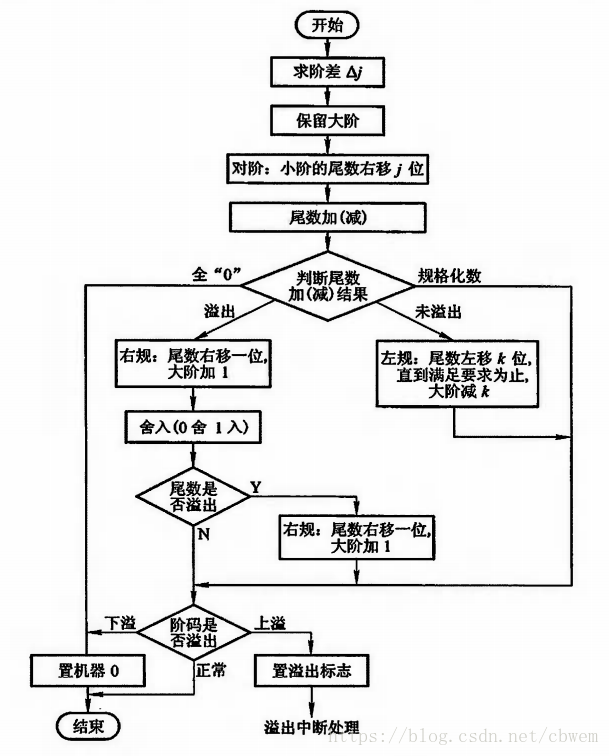 开始
求阶差 Δj
保留大阶
对阶：小阶的尾数右移 j 位
尾数加(减)
全“0”
判断尾数
加(减)结果
规格化数
溢出
未溢出
右规：尾数右移一位,
大阶加 1
左规：尾数左移 k 位,
直到满足要求为止,
大阶减 k
舍入(0 舍 1 入)
尾数是
否溢出
Y
N
右规：尾数右移一位,
大阶加 1
下溢
阶码是
否溢出
上溢
置机器 0
正常
置溢出标志
结束
溢出中断处理
https://blog.csdn.net/cbwem